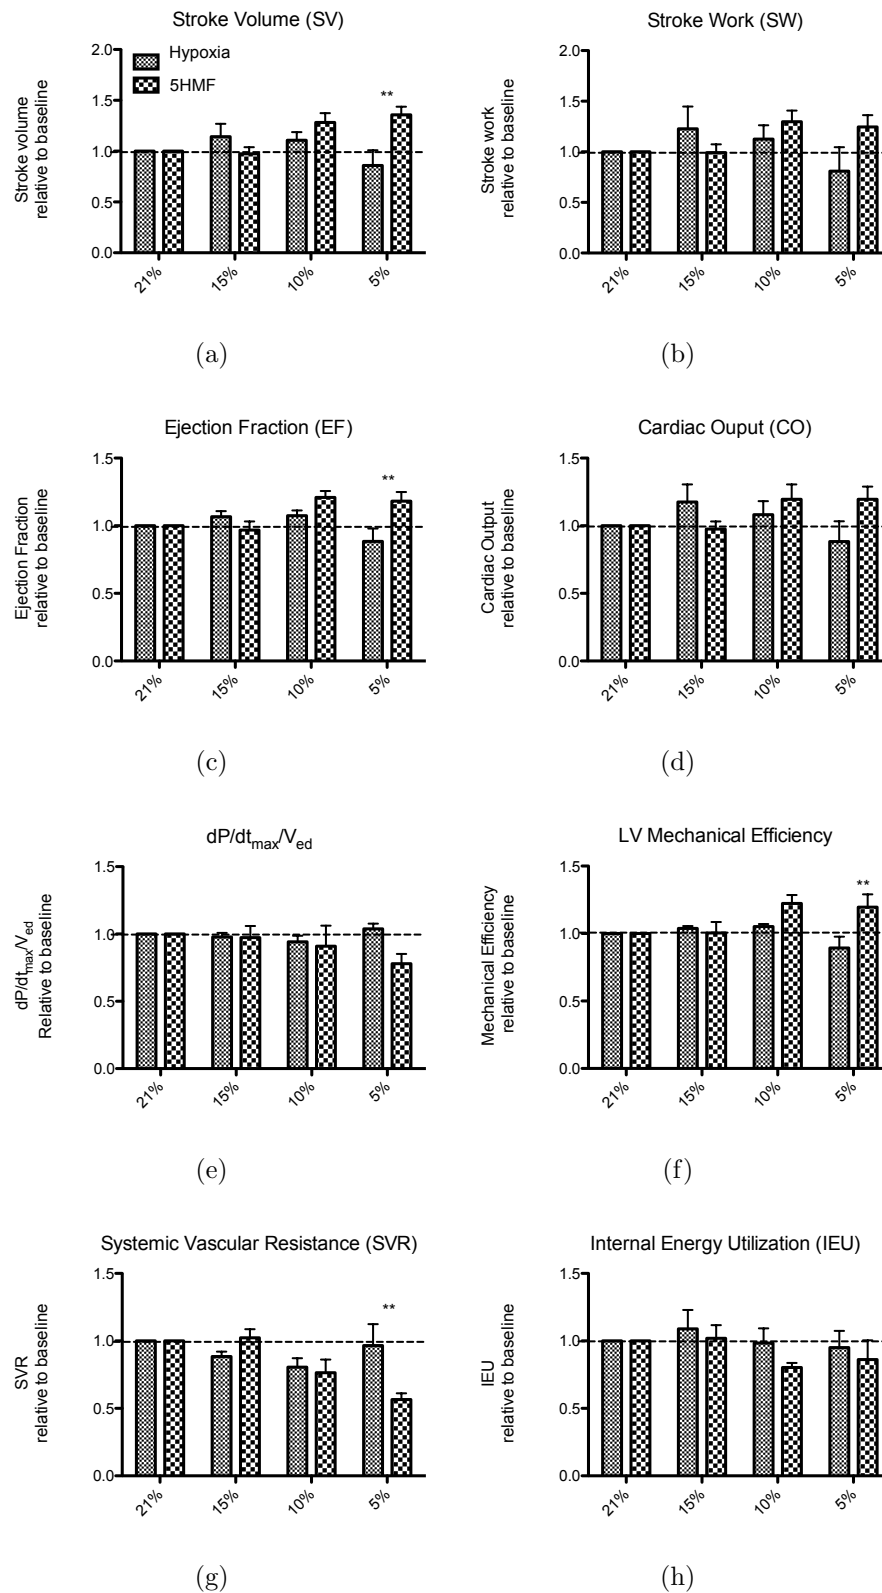 Stroke Volume (SV)
Stroke volume
relative to baseline
2.0
1.5
1.0
0.5
0.0
Hypoxia
5HMF
**
21%
15%
10%
5%
(a)
Stroke Work (SW)
Stroke work
relative to baseline
2.0
1.5
1.0
0.5
0.0
21%
15%
10%
5%
(b)
Ejection Fraction (EF)
Ejection Fraction
relative to baseline
1.5
1.0
0.5
0.0
**
21%
15%
10%
5%
(c)
Cardiac Ouput (CO)
Cardiac Output
relative to baseline
1.5
1.0
0.5
0.0
21%
15%
10%
5%
(d)
dP/dtmax/Ved
dP/dtmax/Ved
Relative to baseline
1.5
1.0
0.5
0.0
21%
15%
10%
5%
(e)
LV Mechanical Efficiency
Mechanical Efficiency
relative to baseline
1.5
1.0
0.5
0.0
**
21%
15%
10%
5%
(f)
Systemic Vascular Resistance (SVR)
SVR
relative to baseline
1.5
1.0
0.5
0.0
**
21%
15%
10%
5%
(g)
Internal Energy Utilization (IEU)
IEU
relative to baseline
1.5
1.0
0.5
0.0
21%
15%
10%
5%
(h)